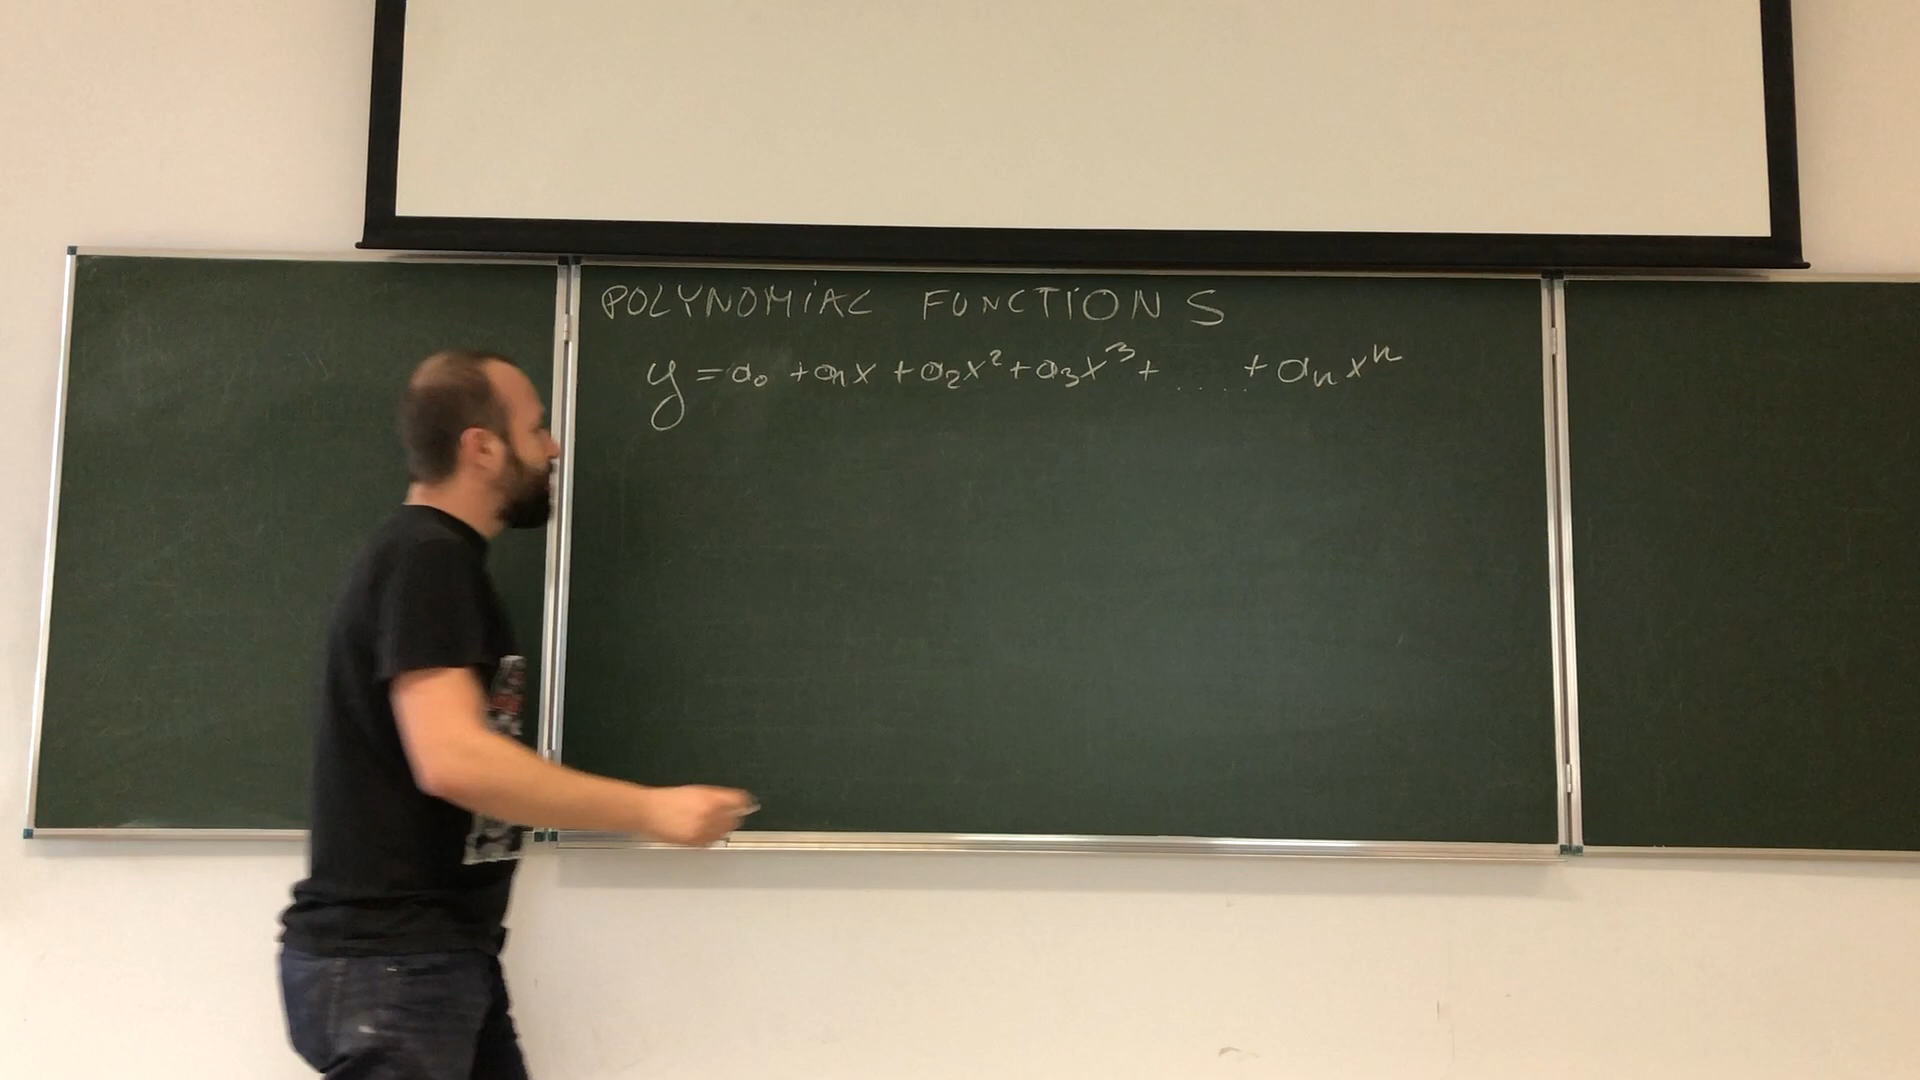 POLYNOMiAL FUNCTiONS
y = a₀ + a₁x + a₂x² + a₃x³ + ..... + aₙxⁿ